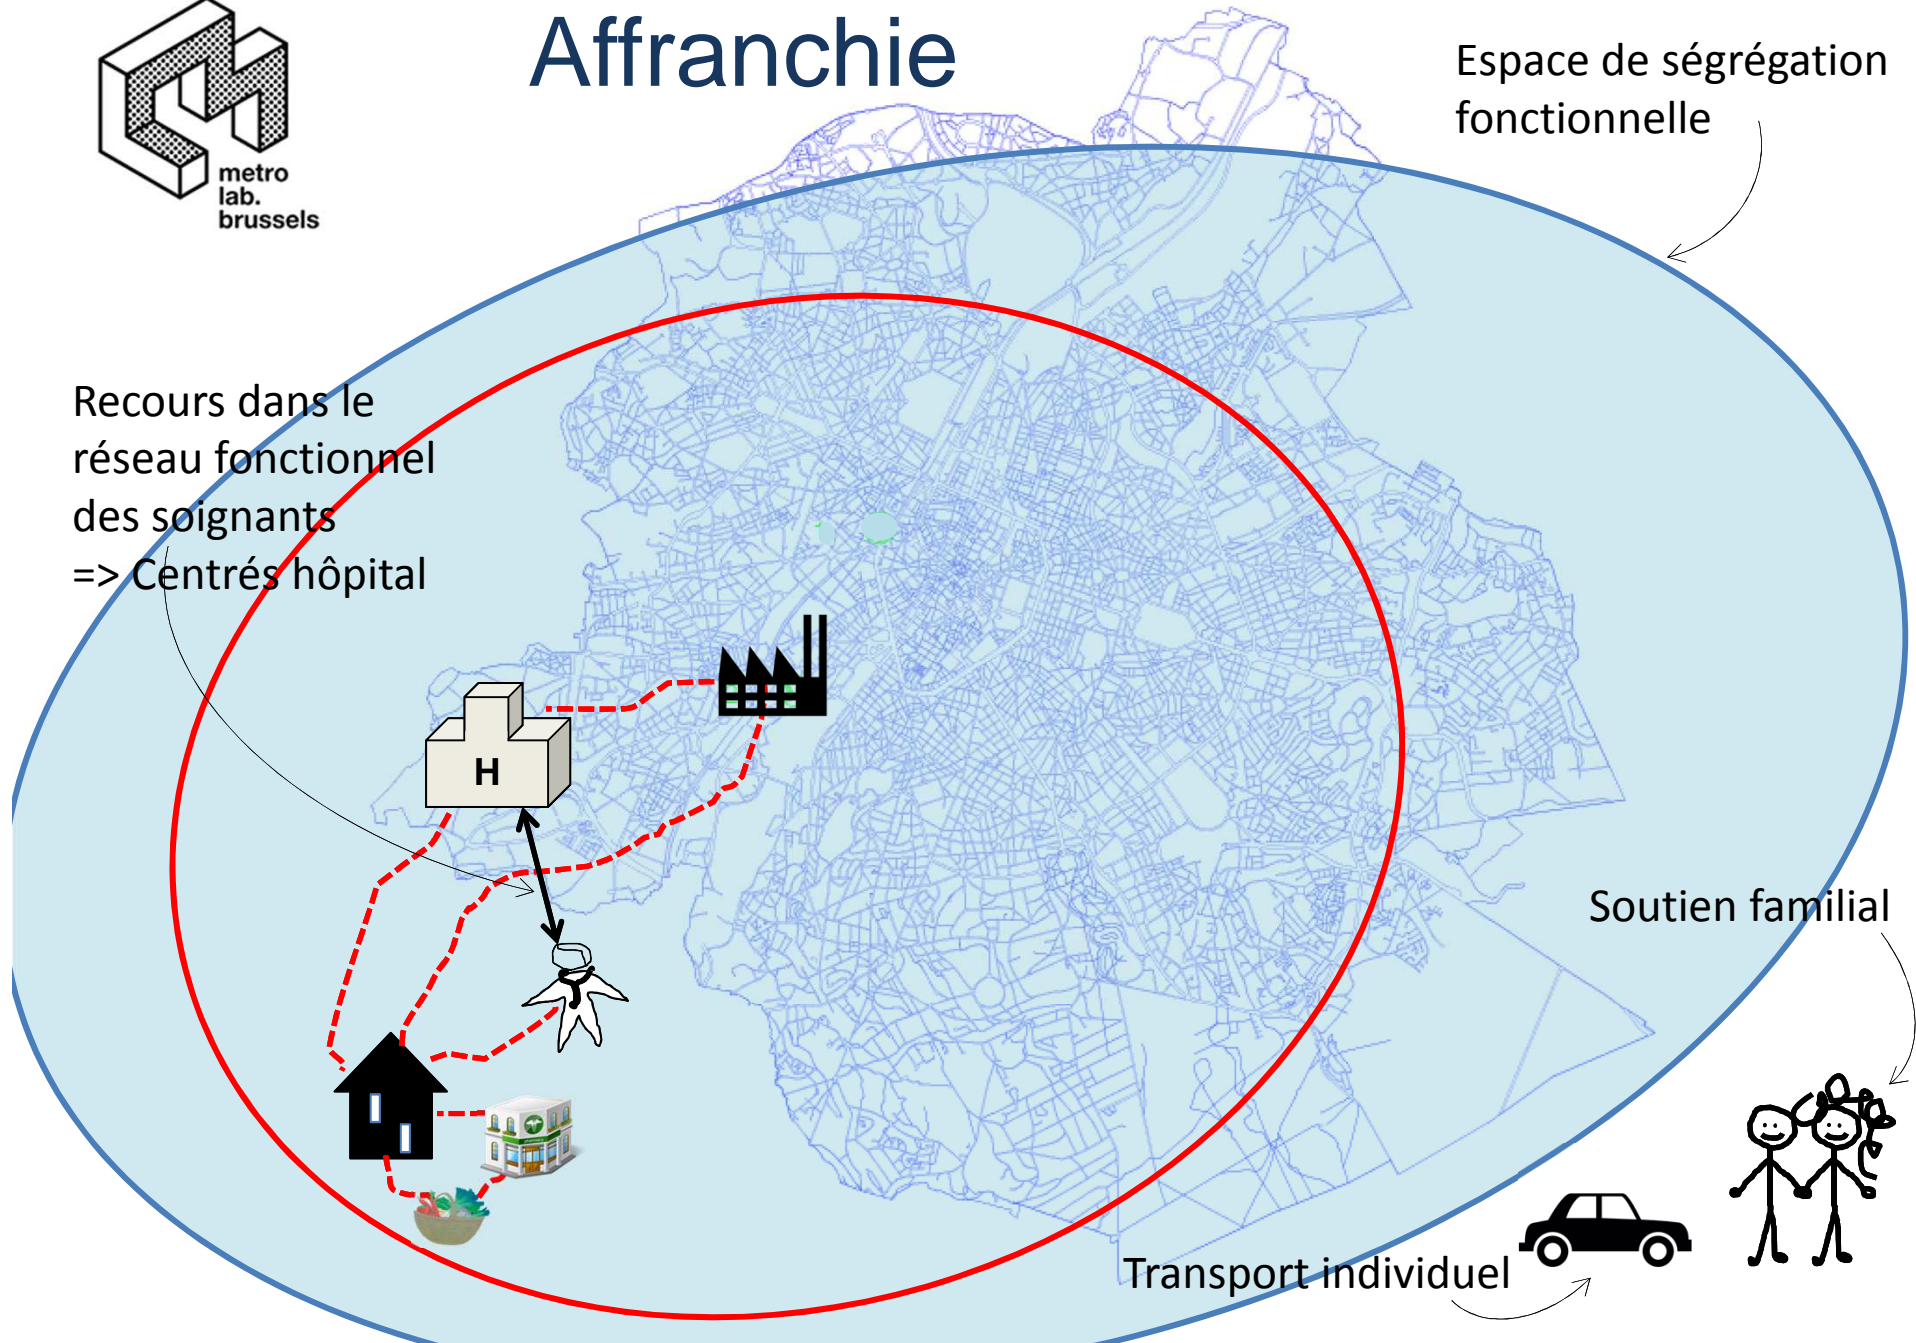 Affranchie
metro
lab.
brussels
Espace de ségrégation
fonctionnelle
Recours dans le
réseau fonctionnel
des soignants
=> Centrés hôpital
H
pharmacy
Soutien familial
Transport individuel